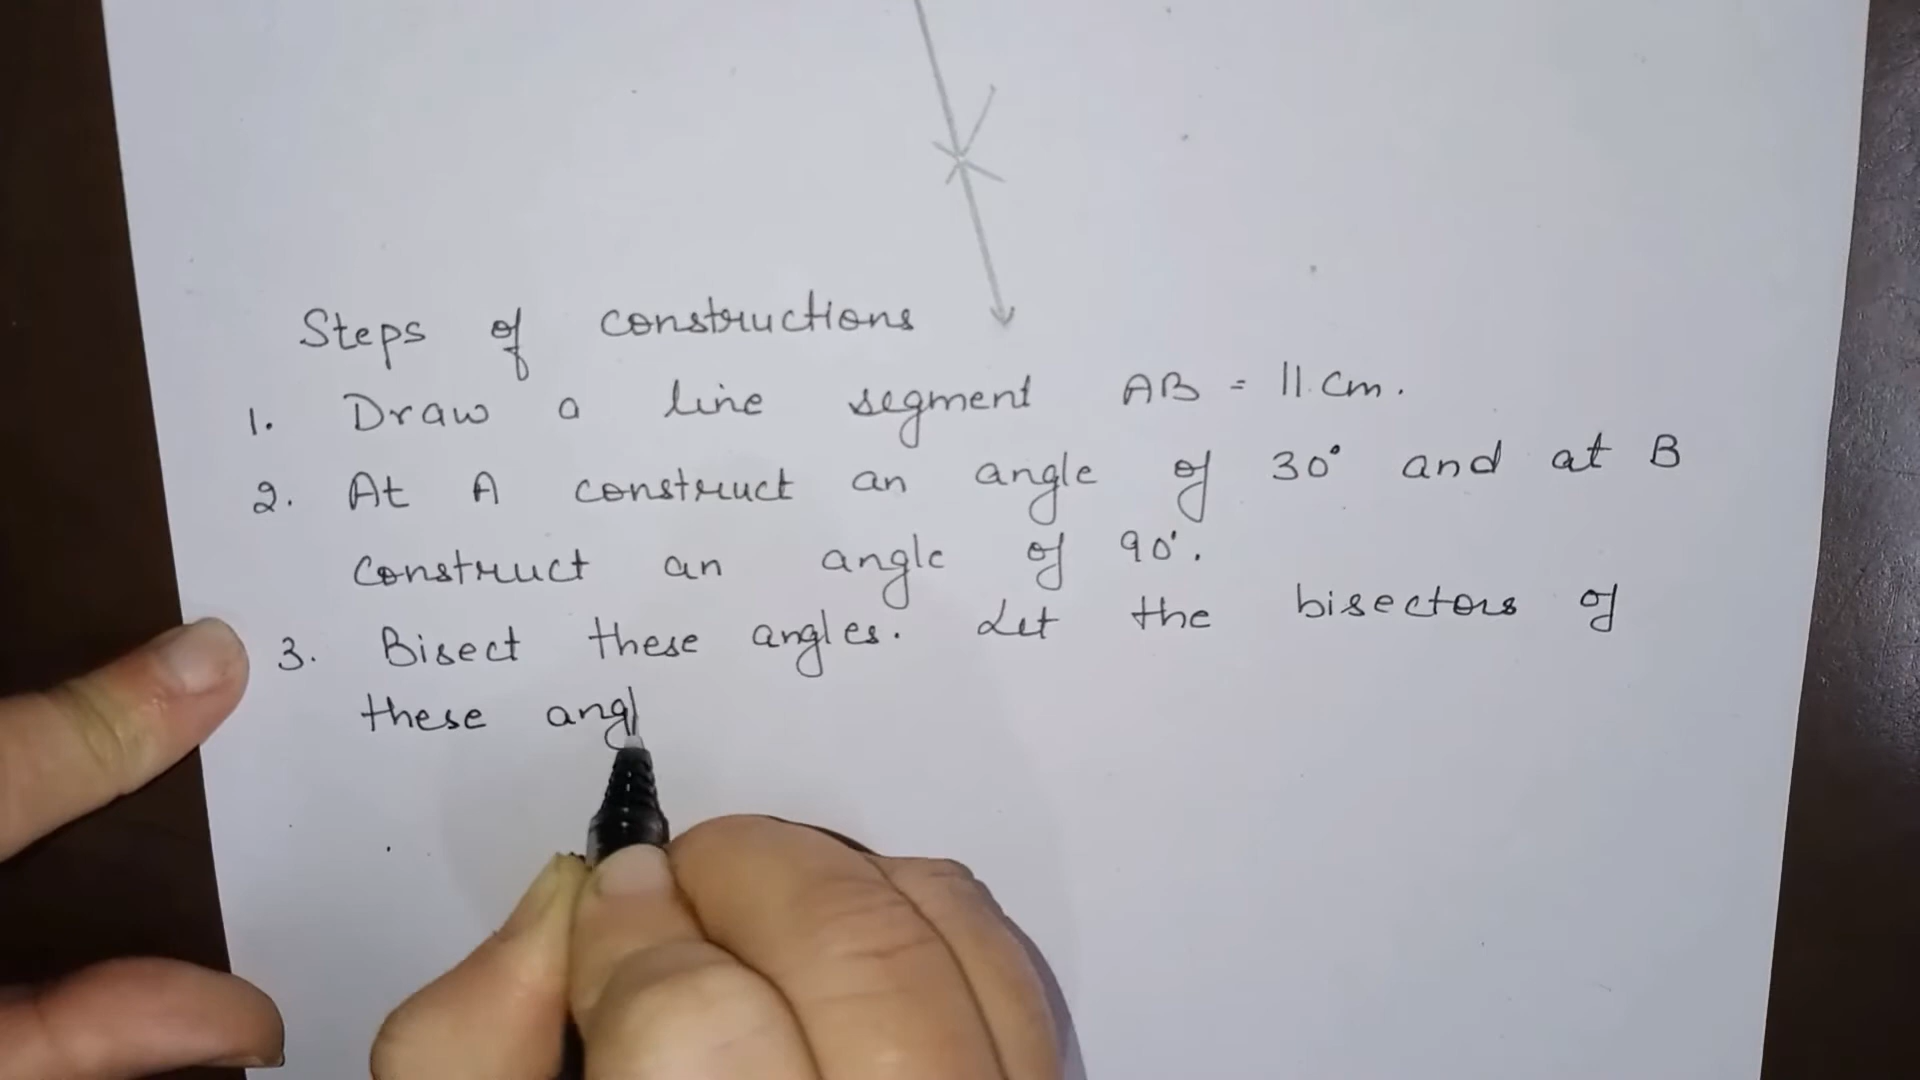 Steps of constructions
1. Draw a line segment AB = 11 cm.
2. At A construct an angle of 30° and at B
construct an angle of 90°.
3. Bisect these angles. Let the bisectors of
these angl